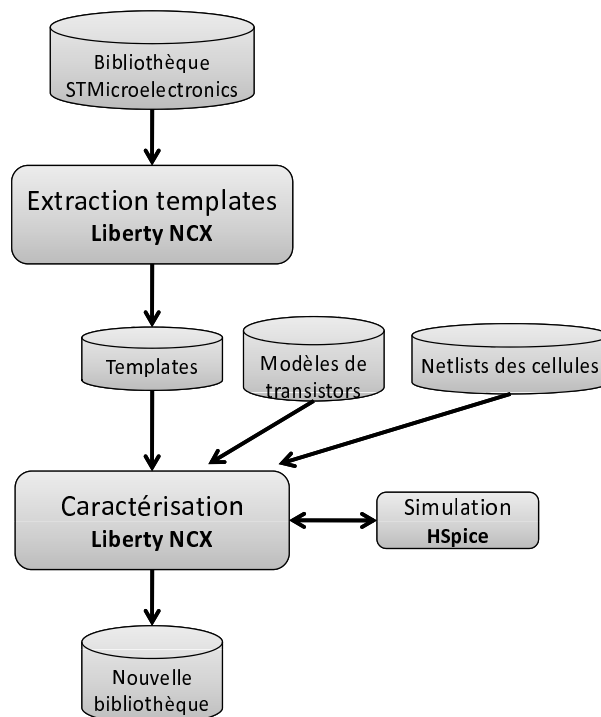 Bibliothèque
STMicroelectronics
Extraction templates
Liberty NCX
Templates
Modèles de
transistors
Netlists des cellules
Caractérisation
Liberty NCX
Simulation
HSpice
Nouvelle
bibliothèque